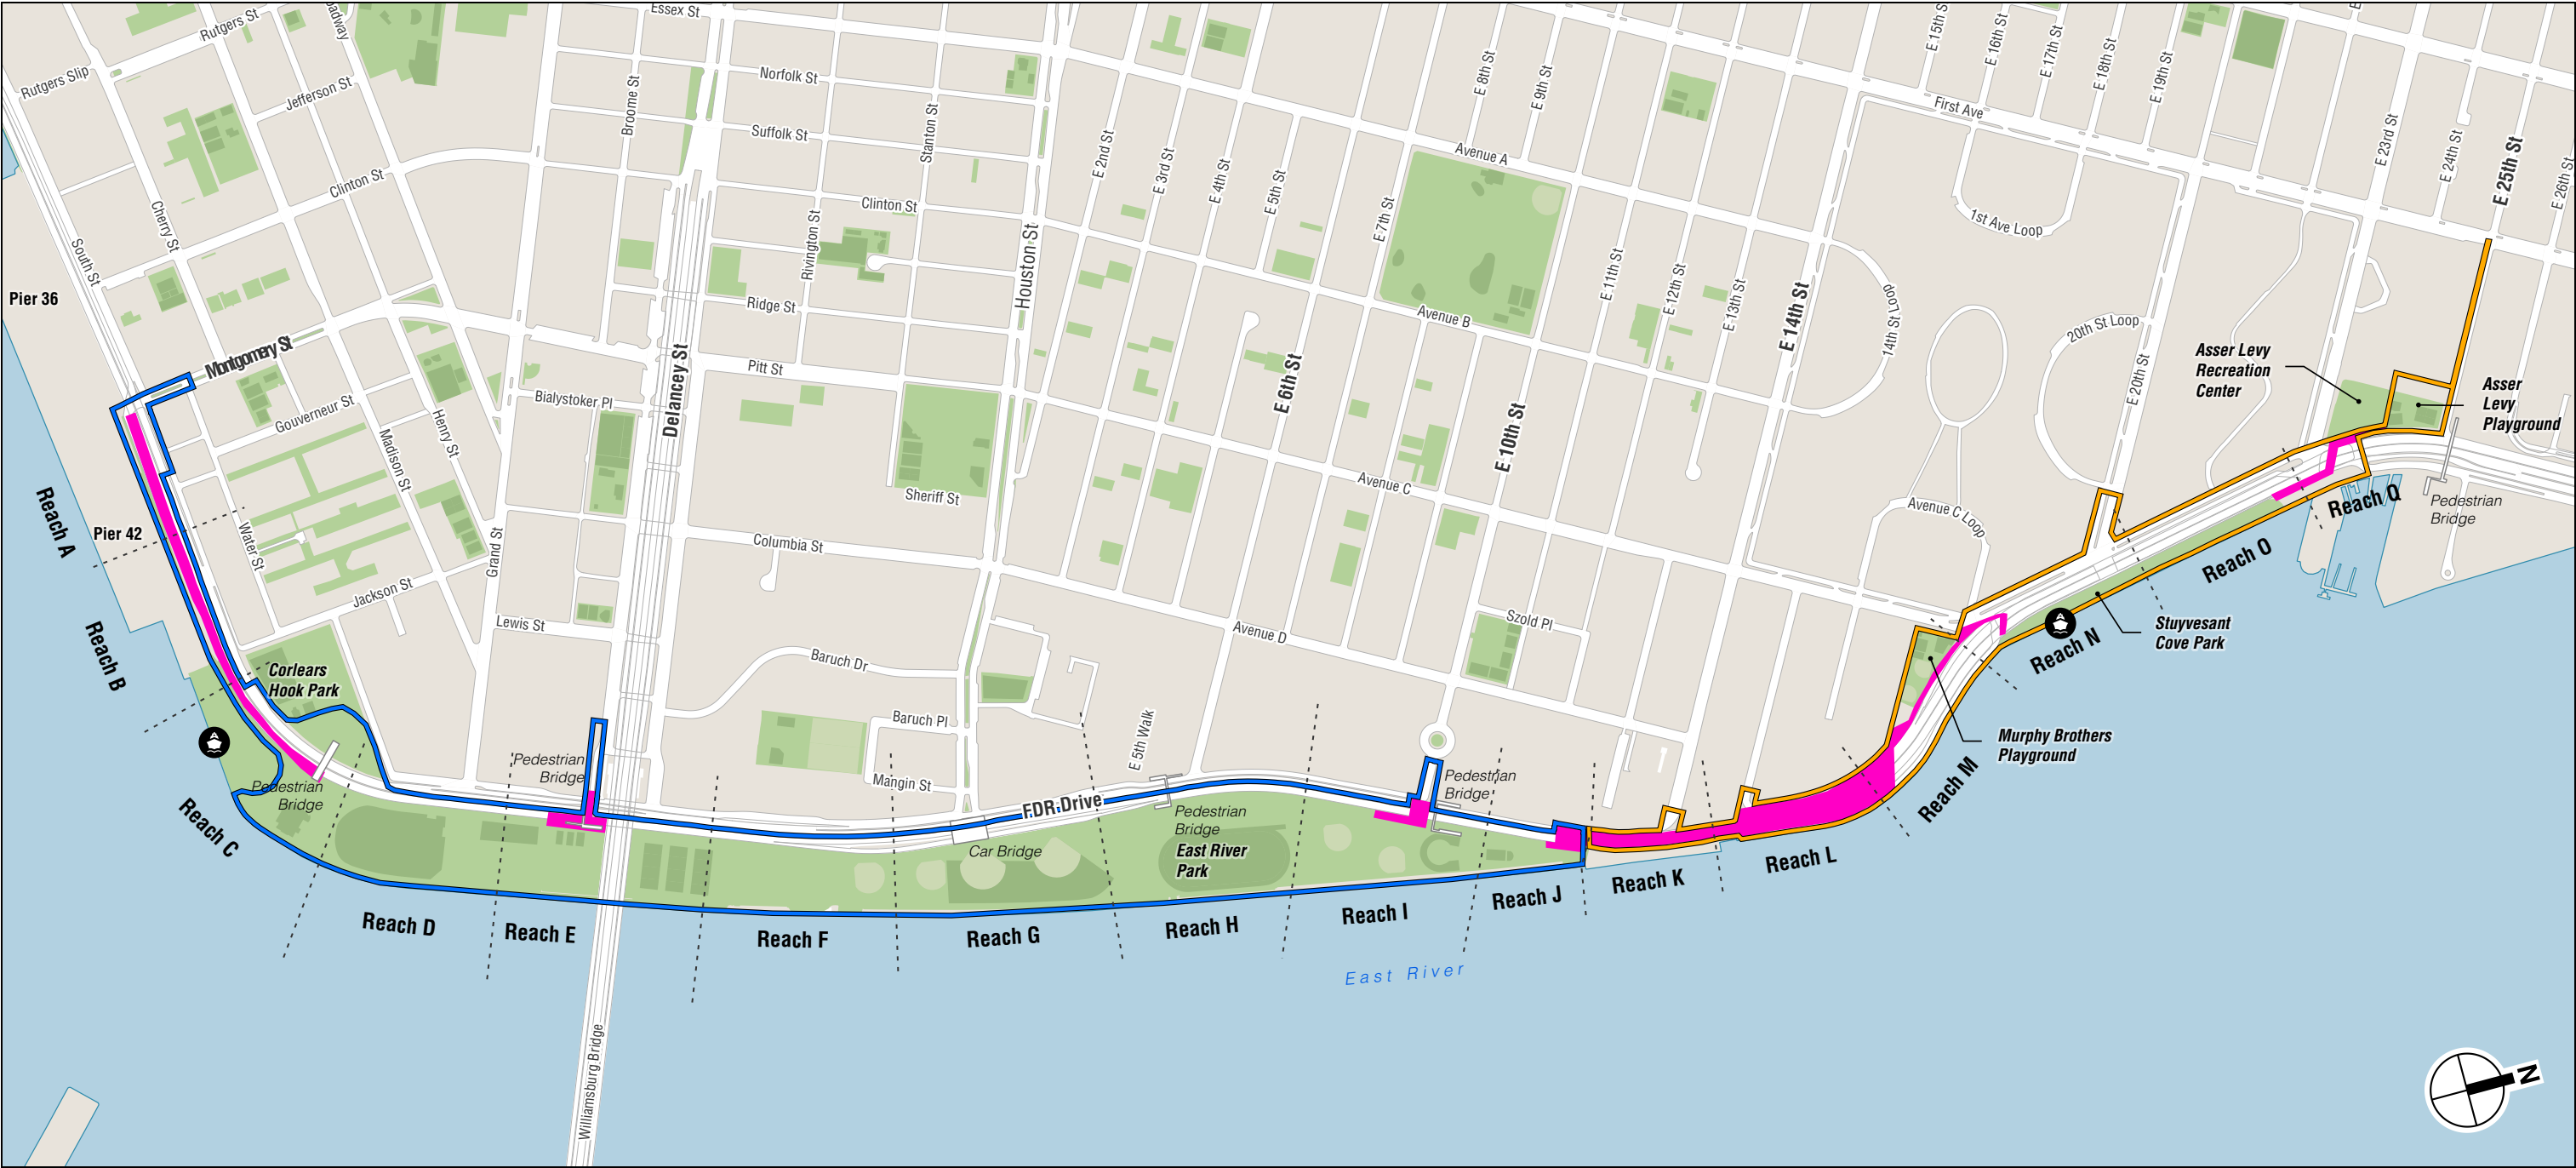 Essex St
Rutgers St
Rutgers Slip
Jefferson St
Broome St
Norfolk St
Suffolk St
Stanton St
Clinton St
Clinton St
Cherry St
South St
Pier 36
Rivington St
Ridge St
Houston St
E 2nd St
E 3rd St
E 4th St
E 5th St
E 7th St
E 8th St
E 9th St
Avenue A
Avenue B
E 11th St
E 12th St
E 13th St
E 14th St
14th St Loop
First Ave
1st Ave Loop
E 15th St
E 16th St
E 17th St
E 18th St
E 19th St
20th St Loop
E 20th St
E 23rd St
E 24th St
E 25th St
E 26th St
Montgomery St
Gouverneur St
Madison St
Henry St
Bialystoker Pl
Delancey St
Pitt St
Sheriff St
E 6th St
E 10th St
Avenue C
Avenue C Loop
Asser Levy
Recreation
Center
Asser
Levy
Playground
Pedestrian
Bridge
Reach A
Pier 42
Water St
Grand St
Jackson St
Columbia St
Lewis St
Avenue D
Szold Pl
Reach B
Corlears
Hook Park
Baruch Dr
Baruch Pl
Mangin St
E 5th Walk
Pedestrian
Bridge
Reach C
Pedestrian
Bridge
FDR Drive
Car Bridge
Pedestrian
Bridge
East River
Park
Pedestrian
Bridge
Reach D
Reach E
Reach F
Reach G
Reach H
Reach I
Reach J
Reach K
Reach L
Reach M
Reach N
Reach O
Reach Q
Stuyvesant
Cove Park
Murphy Brothers
Playground
East River
Williamsburg Bridge
N